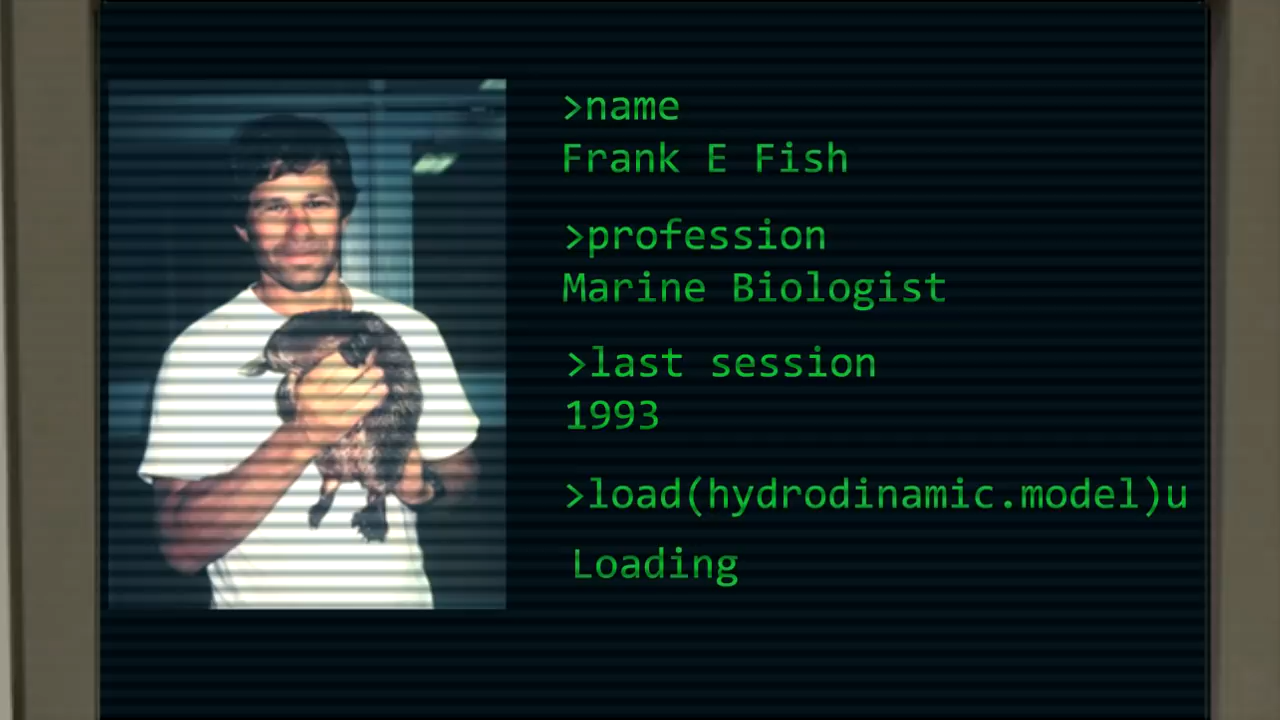 >name
Frank E Fish
>profession
Marine Biologist
>last session
1993
>load(hydrodinamic.model)u
Loading